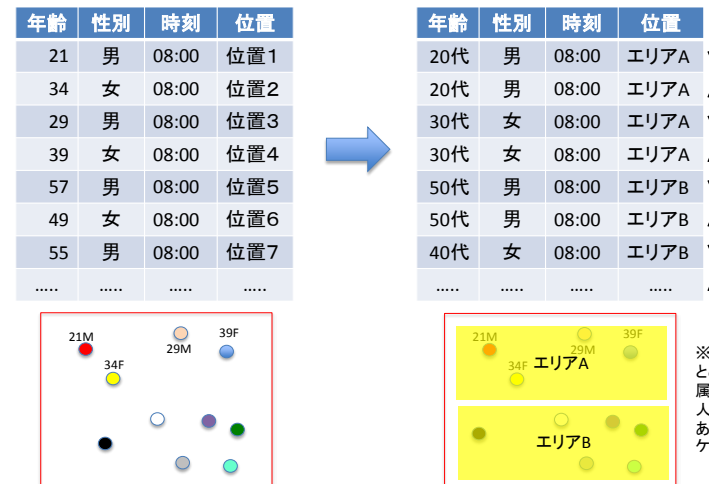 年齢 性別 時刻 位置
21 男 08:00 位置1
34 女 08:00 位置2
29 男 08:00 位置3
39 女 08:00 位置4
57 男 08:00 位置5
49 女 08:00 位置6
55 男 08:00 位置7
..... ..... ..... .....
年齢 性別 時刻 位置
20代 男 08:00 エリアA
20代 男 08:00 エリアA
30代 女 08:00 エリアA
30代 女 08:00 エリアA
50代 男 08:00 エリアB
50代 男 08:00 エリアB
40代 女 08:00 エリアB
..... ..... ..... .....
21M
29M
39F
34F
21M
29M
39F
34F
エリアA
エリアB
※
と
属
人
あ
ケ